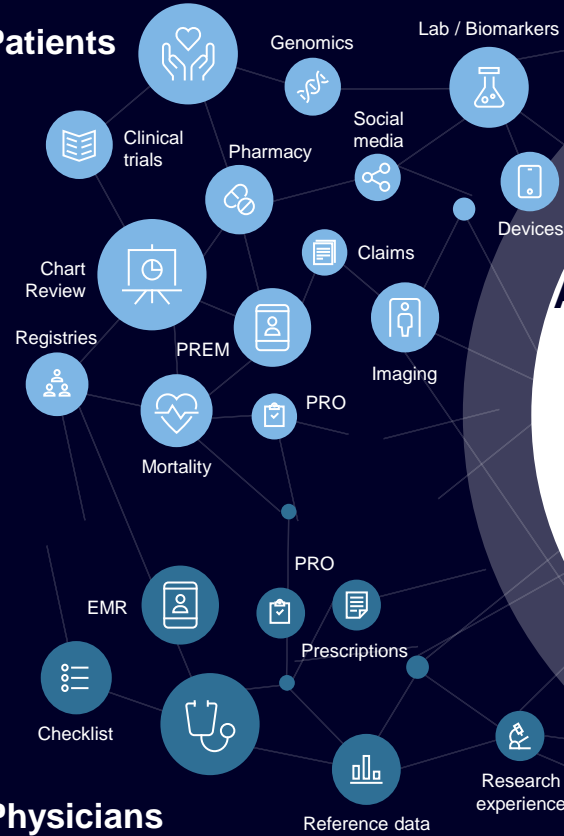 Patients
Genomics
Lab / Biomarkers
Clinical
trials
Pharmacy
Social
media
Devices
Chart
Review
Claims
A
Registries
PREM
Imaging
PRO
Mortality
PRO
EMR
Prescriptions
Checklist
Research
experience
Physicians
Reference data